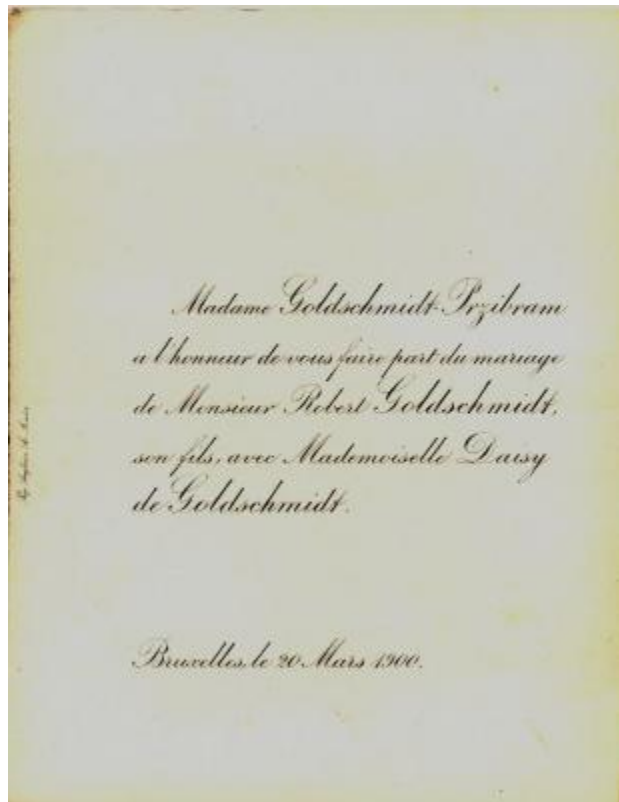 Madame Goldschmidt-Przibram
a l'honneur de vous faire part du mariage
de Monsieur Robert Goldschmidt,
son fils, avec Mademoiselle Daisy
de Goldschmidt.
Bruxelles, le 20 Mars 1900.